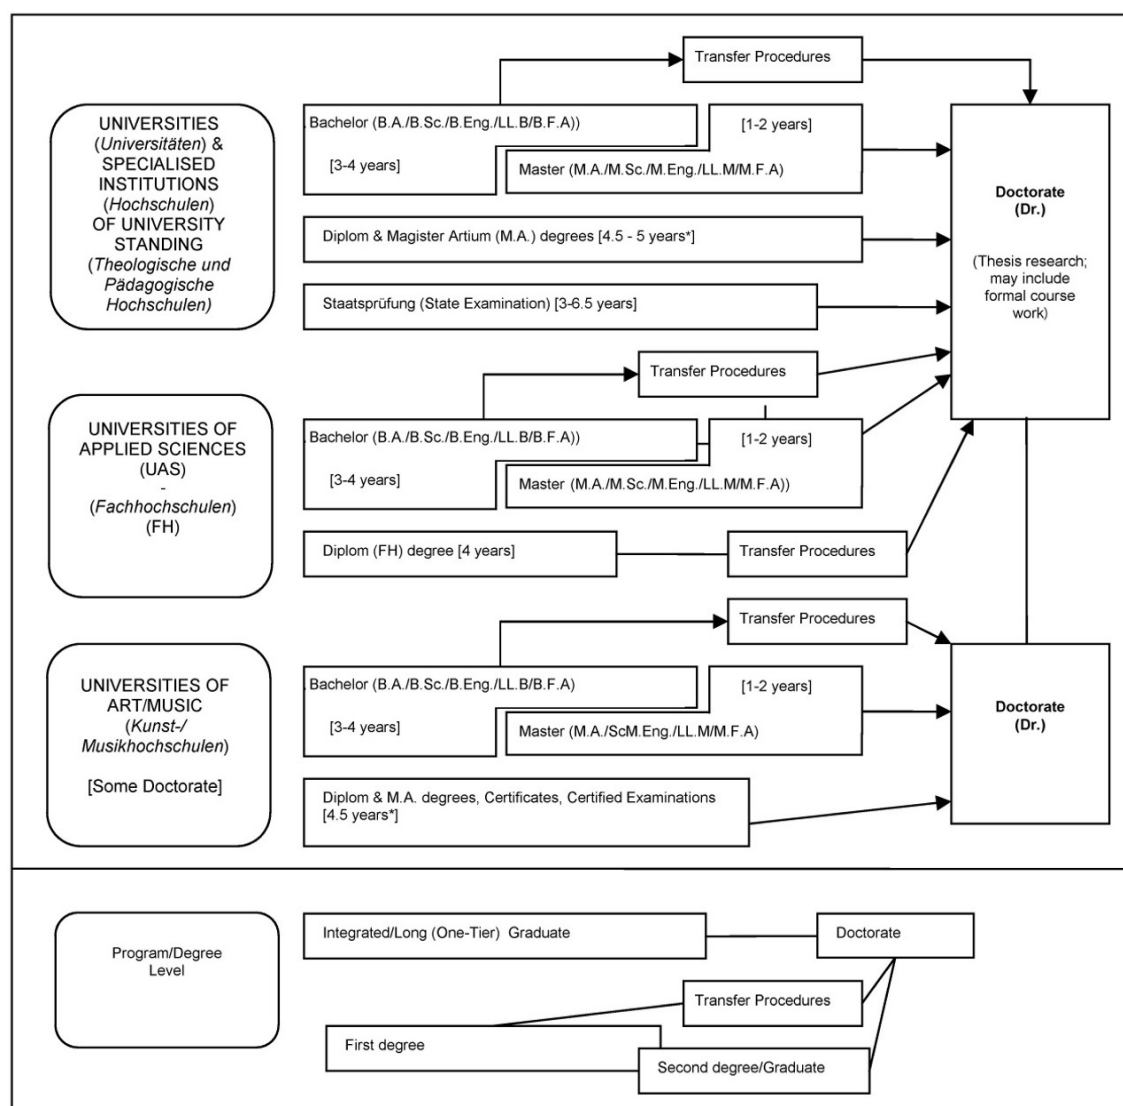 Transfer Procedures
UNIVERSITIES
(Universitäten) &
SPECIALISED
INSTITUTIONS
(Hochschulen)
OF UNIVERSITY
STANDING
(Theologische und
Pädagogische
Hochschulen)
Bachelor (B.A./B.Sc./B.Eng./LL.B/B.F.A))
[1-2 years]
[3-4 years]
Master (M.A./M.Sc./M.Eng./LL.M/M.F.A)
Diplom & Magister Artium (M.A.) degrees [4.5 - 5 years*]
Staatsprüfung (State Examination) [3-6.5 years]
Doctorate
(Dr.)
(Thesis research;
may include
formal course
work)
Transfer Procedures
UNIVERSITIES OF
APPLIED SCIENCES
(UAS)
-
(Fachhochschulen)
(FH)
Bachelor (B.A./B.Sc./B.Eng./LL.B/B.F.A))
[1-2 years]
[3-4 years]
Master (M.A./M.Sc./M.Eng./LL.M/M.F.A))
Diplom (FH) degree [4 years]
Transfer Procedures
Transfer Procedures
UNIVERSITIES OF
ART/MUSIC
(Kunst-/
Musikhochschulen)
[Some Doctorate]
Bachelor (B.A./B.Sc./B.Eng./LL.B/B.F.A)
[1-2 years]
[3-4 years]
Master (M.A./ScM.Eng./LL.M/M.F.A)
Diplom & M.A. degrees, Certificates, Certified Examinations
[4.5 years*]
Doctorate
(Dr.)
Program/Degree
Level
Integrated/Long (One-Tier) Graduate
Doctorate
Transfer Procedures
First degree
Second degree/Graduate